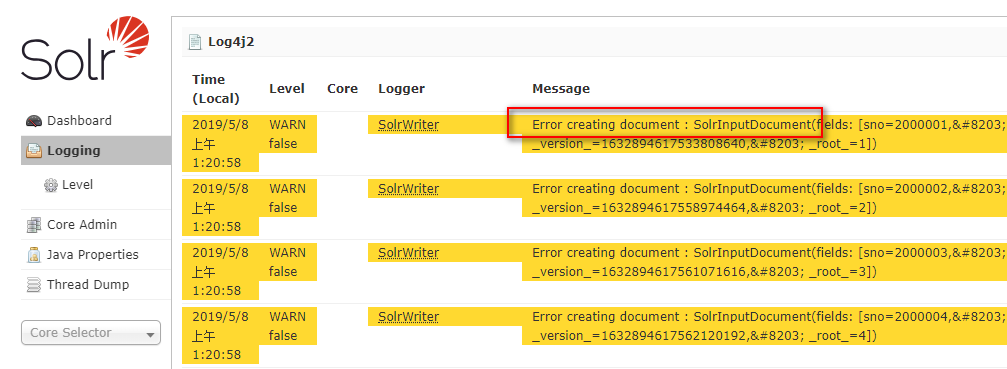 Solr
Dashboard
Logging
Level
Core Admin
Java Properties
Thread Dump
Core Selector
Log4j2
Time (Local) Level Core Logger Message
2019/5/8 上午 1:20:58 WARN false SolrWriter Error creating document : SolrInputDocument(fields: [sno=2000001,&#8203;
_version_=1632894617533808640,&#8203; _root_=1])
2019/5/8 上午 1:20:58 WARN false SolrWriter Error creating document : SolrInputDocument(fields: [sno=2000002,&#8203;
_version_=1632894617558974464,&#8203; _root_=2])
2019/5/8 上午 1:20:58 WARN false SolrWriter Error creating document : SolrInputDocument(fields: [sno=2000003,&#8203;
_version_=1632894617561071616,&#8203; _root_=3])
2019/5/8 上午 1:20:58 WARN false SolrWriter Error creating document : SolrInputDocument(fields: [sno=2000004,&#8203;
_version_=1632894617562120192,&#8203; _root_=4])